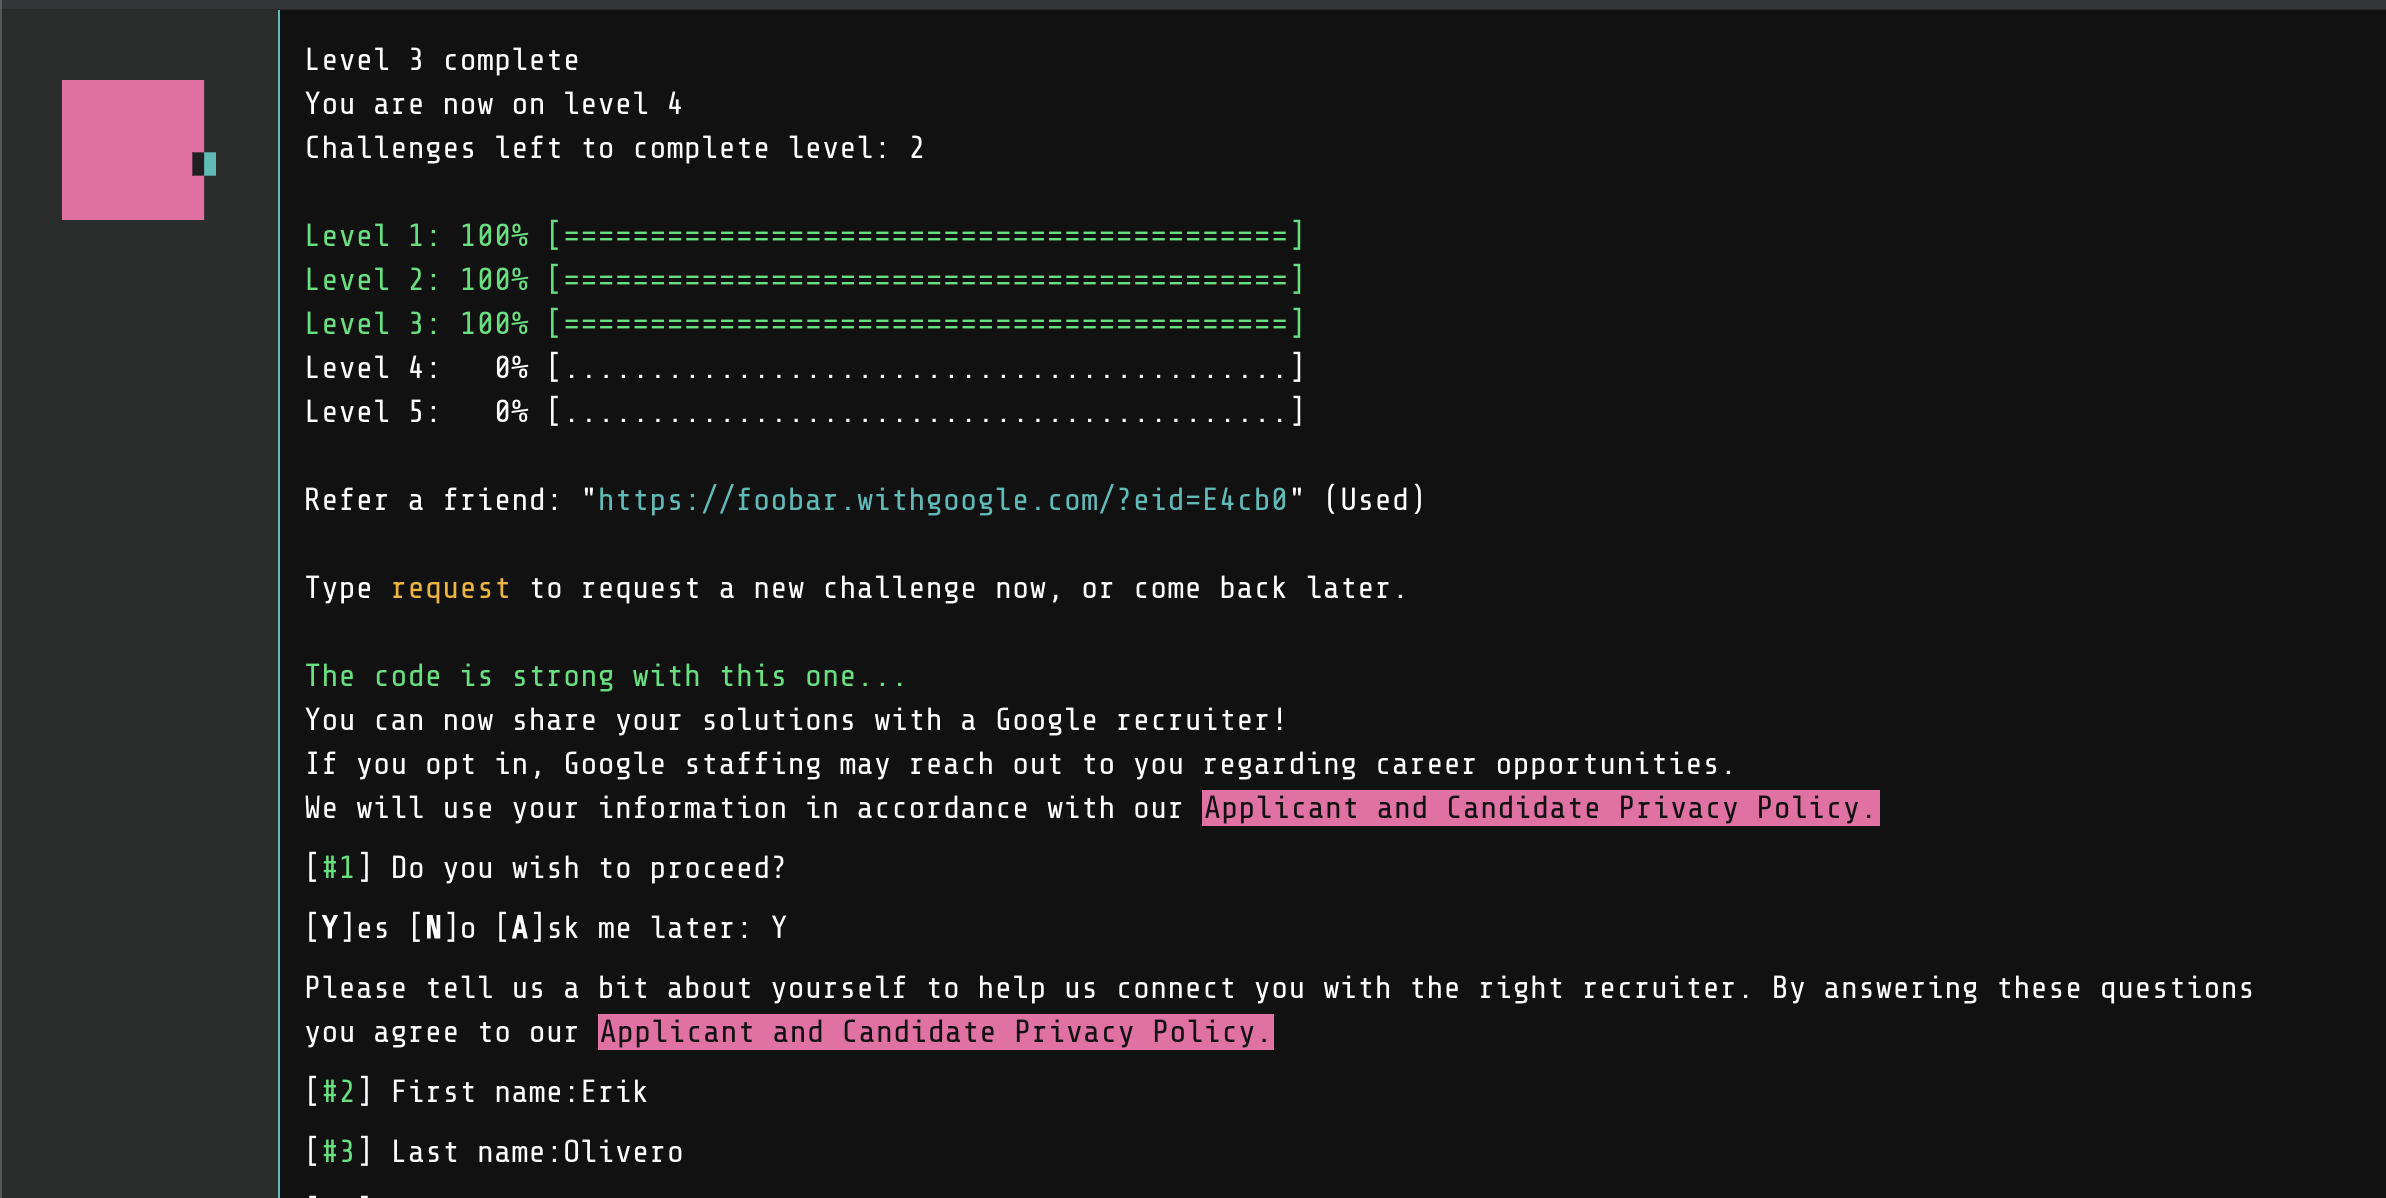 Level 3 complete
You are now on level 4
Challenges left to complete level: 2
Level 1: 100% [==========================================]
Level 2: 100% [==========================================]
Level 3: 100% [==========================================]
Level 4:   0% [..........................................]
Level 5:   0% [..........................................]
Refer a friend: "https://foobar.withgoogle.com/?eid=E4cb0" (Used)
Type request to request a new challenge now, or come back later.
The code is strong with this one...
You can now share your solutions with a Google recruiter!
If you opt in, Google staffing may reach out to you regarding career opportunities.
We will use your information in accordance with our Applicant and Candidate Privacy Policy.
[#1] Do you wish to proceed?
[Y]es [N]o [A]sk me later: Y
Please tell us a bit about yourself to help us connect you with the right recruiter. By answering these questions
you agree to our Applicant and Candidate Privacy Policy.
[#2] First name:Erik
[#3] Last name:Olivero